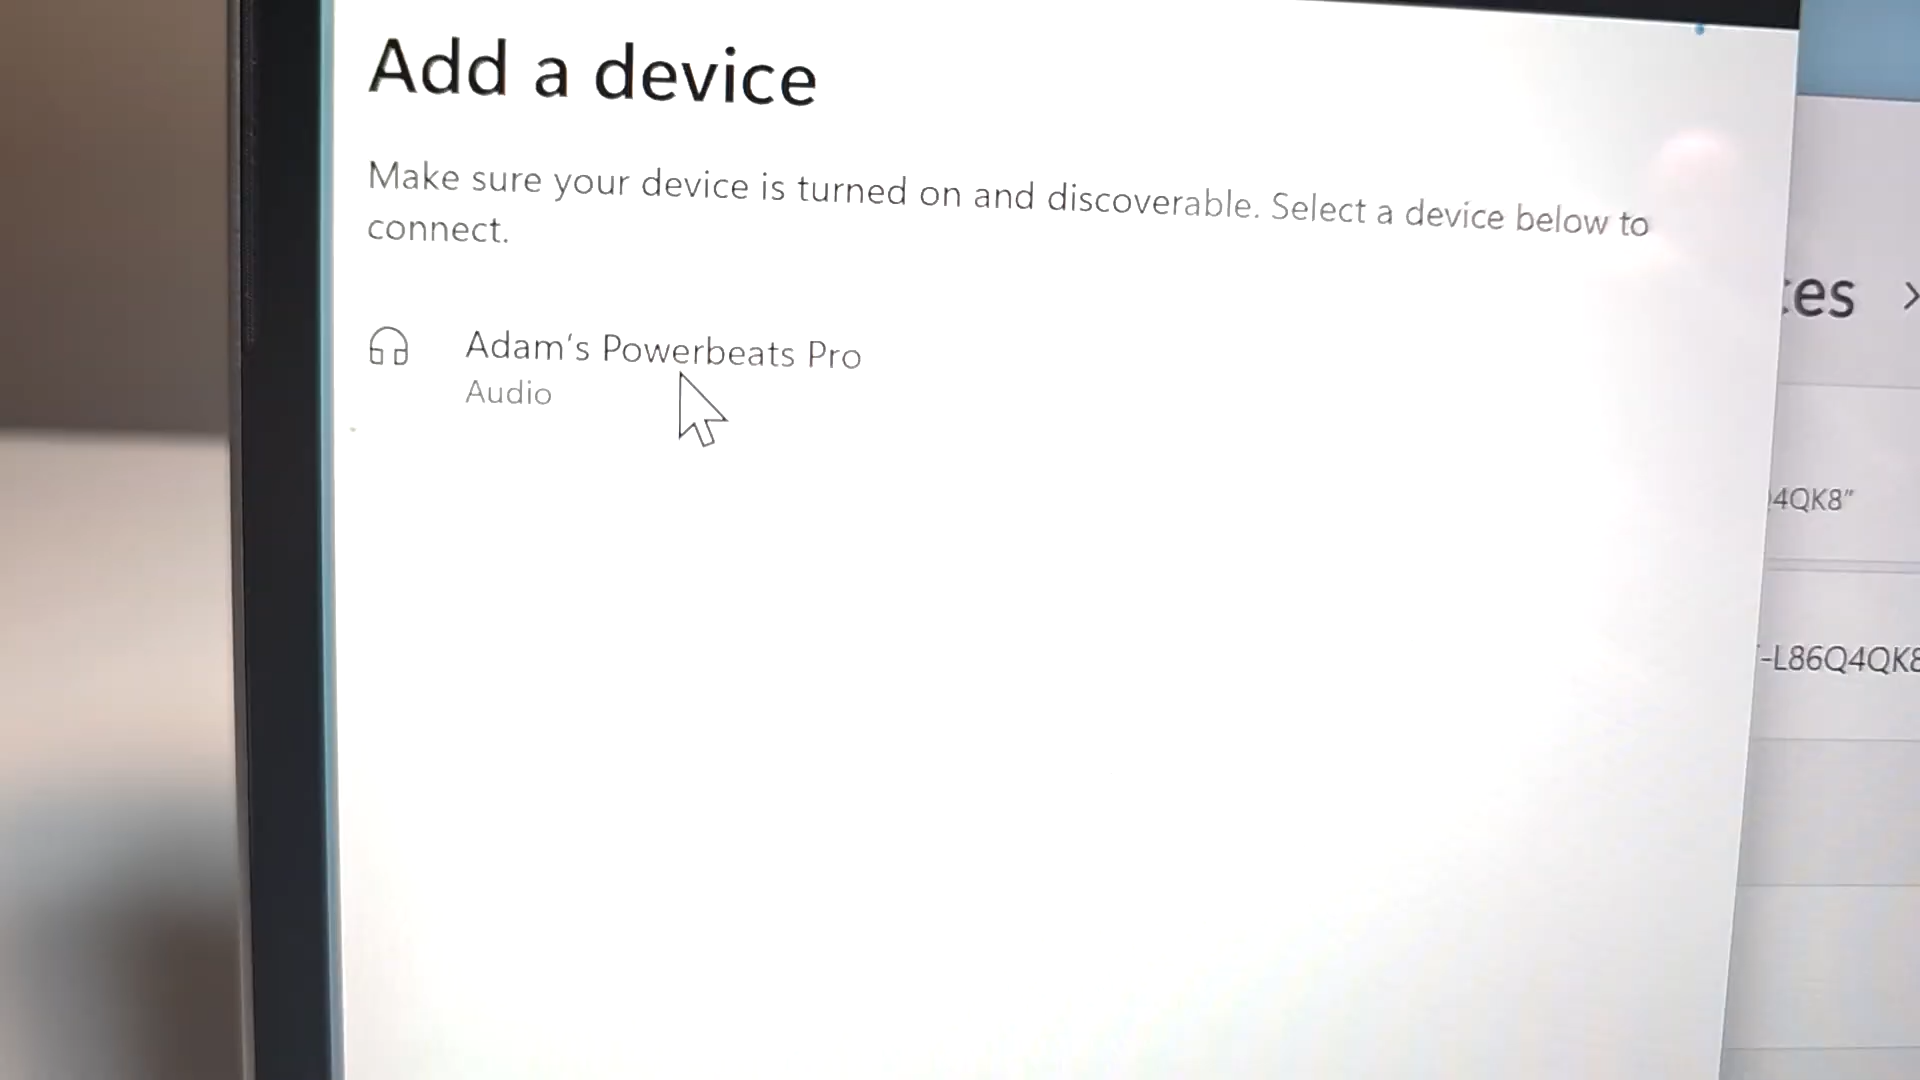 Add a device
Make sure your device is turned on and discoverable. Select a device below to
connect.
Adam's Powerbeats Pro
Audio
es
4QK8"
-L86Q4QK8